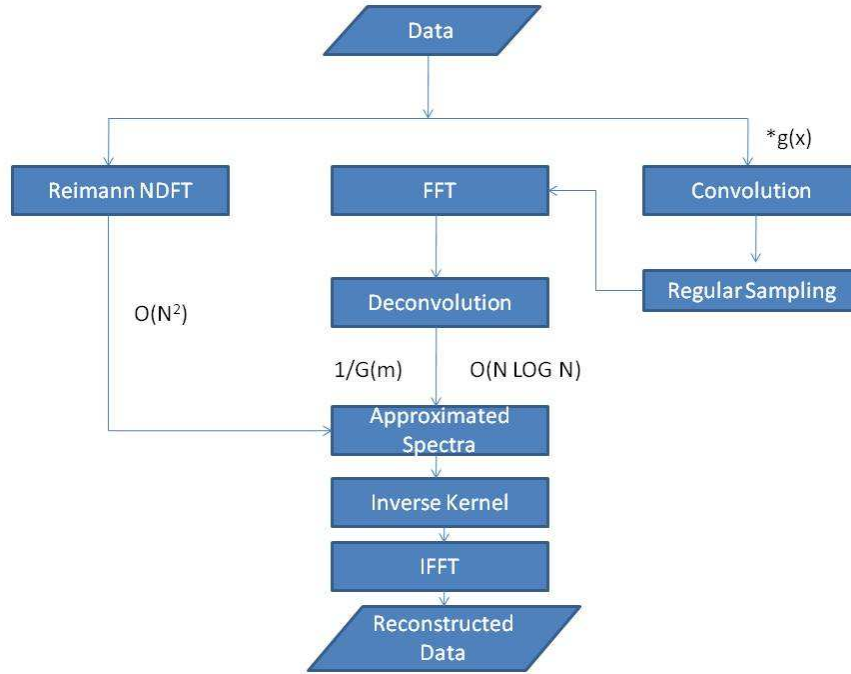 Data
*g(x)
Reimann NDFT
FFT
Convolution
Regular Sampling
Deconvolution
O(N²)
1/G(m)
O(N LOG N)
Approximated
Spectra
Inverse Kernel
IFFT
Reconstructed
Data